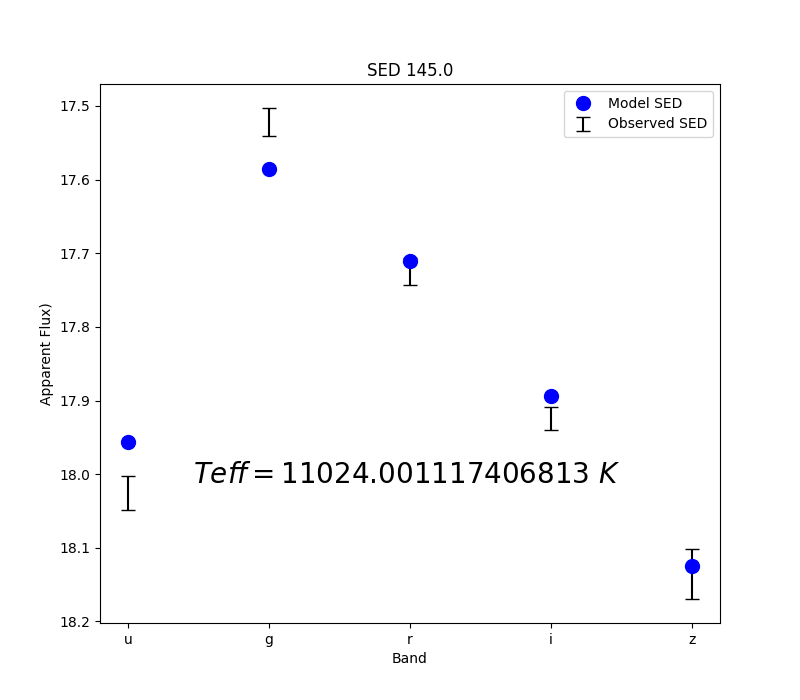 SED 145.0
Model SED
Observed SED
17.5
17.6
17.7
17.8
17.9
18.0
18.1
18.2
Apparent Flux)
Teff = 11024.001117406813 K
u g r i z
Band